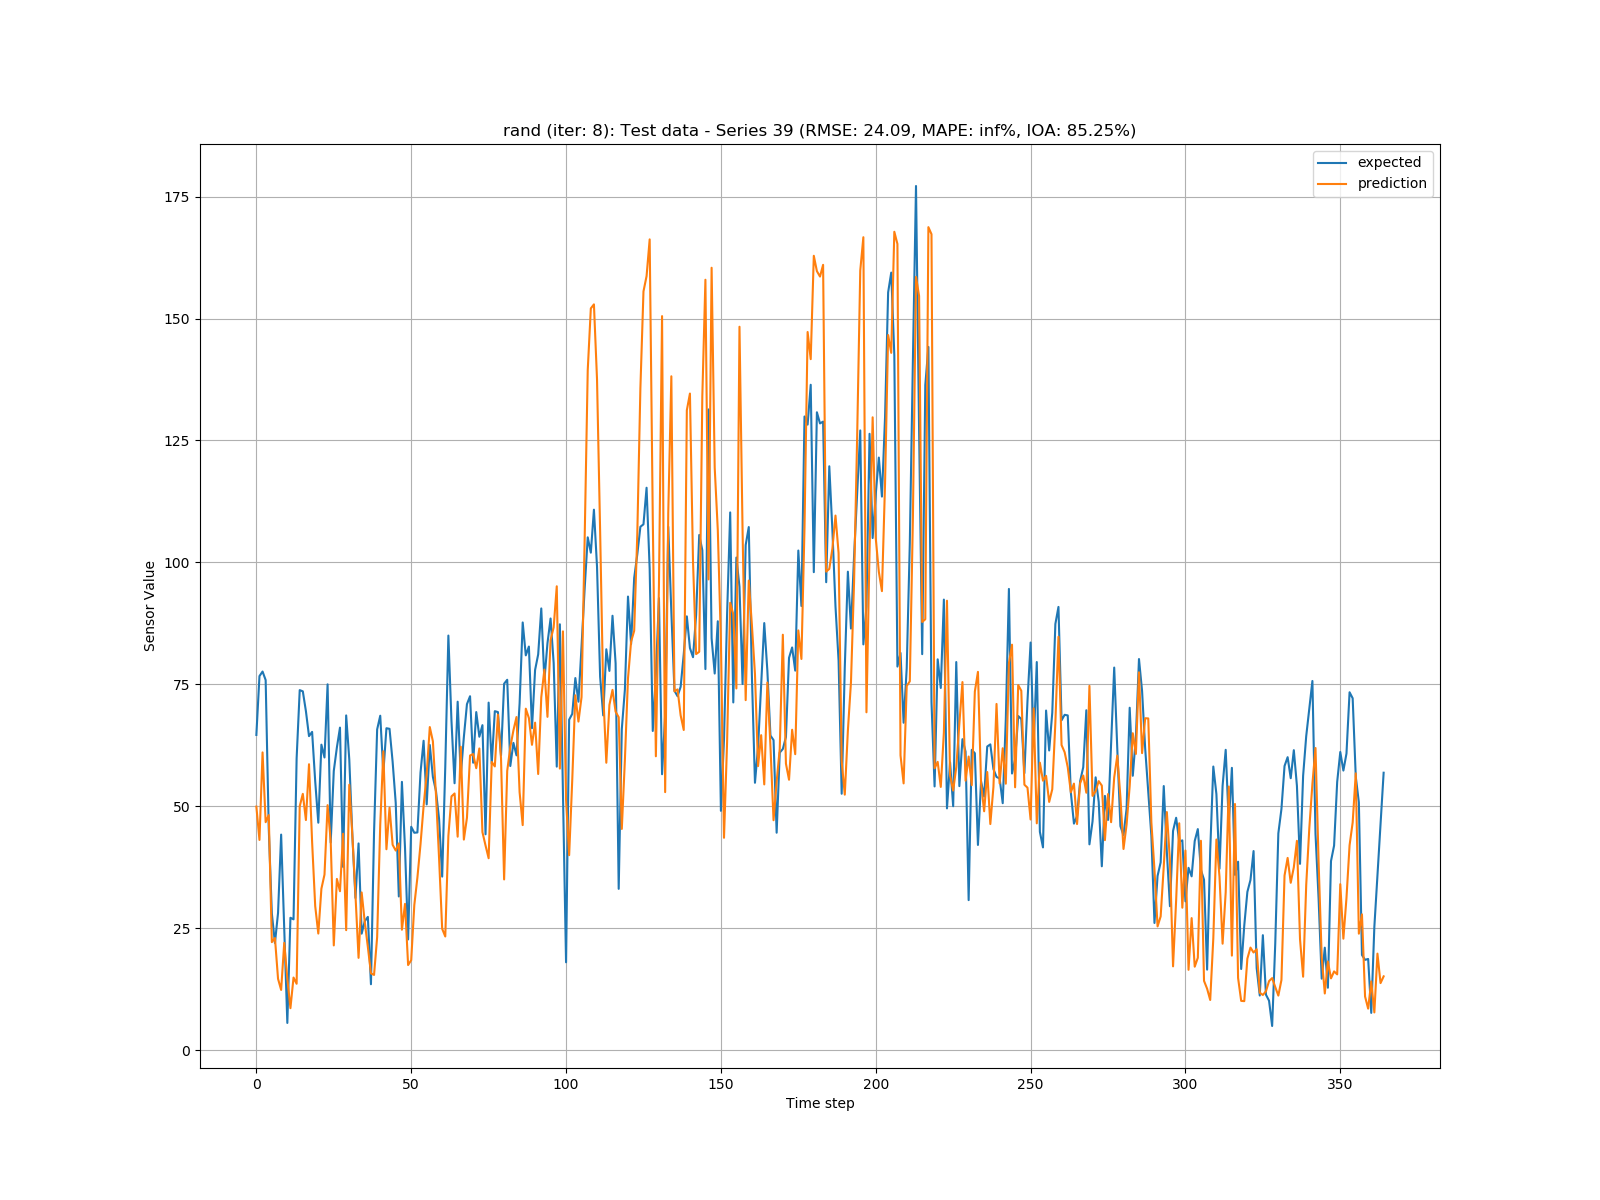 rand (iter: 8): Test data - Series 39 (RMSE: 24.09, MAPE: inf%, IOA: 85.25%)
expected
prediction
175
150
125
100
75
50
25
0
Sensor Value
0 50 100 150 200 250 300 350
Time step